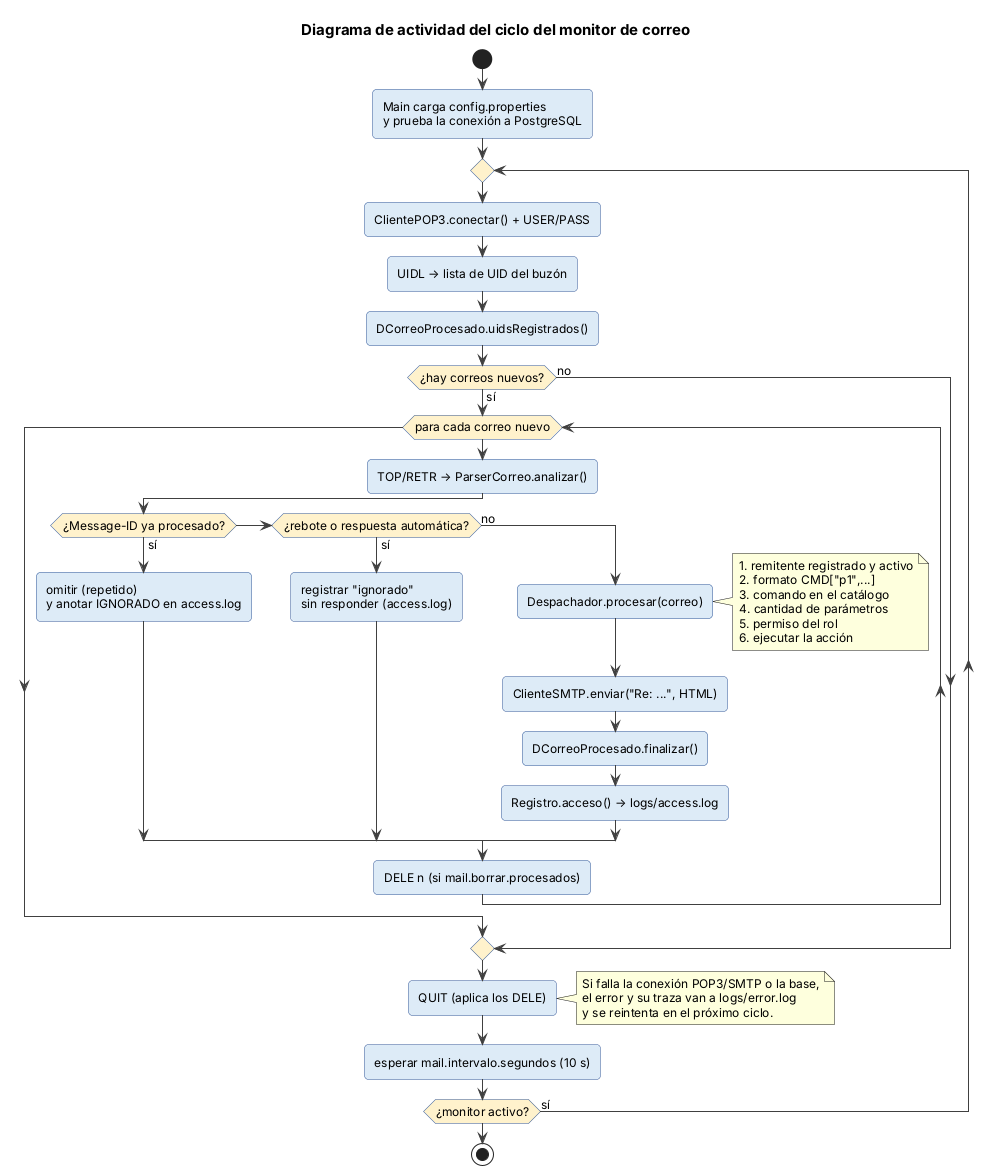 Diagrama de actividad del ciclo del monitor de correo
Main carga config.properties
y prueba la conexión a PostgreSQL
ClientePOP3.conectar() + USER/PASS
UIDL → lista de UID del buzón
DCorreoProcesado.uidsRegistrados()
¿hay correos nuevos?
no
sí
para cada correo nuevo
TOP/RETR → ParserCorreo.analizar()
¿Message-ID ya procesado?
sí
¿rebote o respuesta automática?
no
sí
omitir (repetido)
y anotar IGNORADO en access.log
registrar "ignorado"
sin responder (access.log)
Despachador.procesar(correo)
1. remitente registrado y activo
2. formato CMD["p1",...]
3. comando en el catálogo
4. cantidad de parámetros
5. permiso del rol
6. ejecutar la acción
ClienteSMTP.enviar("Re: ...", HTML)
DCorreoProcesado.finalizar()
Registro.acceso() → logs/access.log
DELE n (si mail.borrar.procesados)
QUIT (aplica los DELE)
Si falla la conexión POP3/SMTP o la base,
el error y su traza van a logs/error.log
y se reintenta en el próximo ciclo.
esperar mail.intervalo.segundos (10 s)
¿monitor activo?
sí